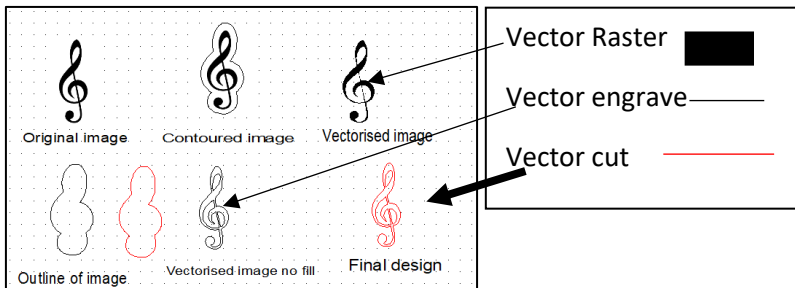 Original image
Contoured image
Vectorised image
Outline of image
Vectorised image no fill
Final design
Vector Raster
Vector engrave
Vector cut